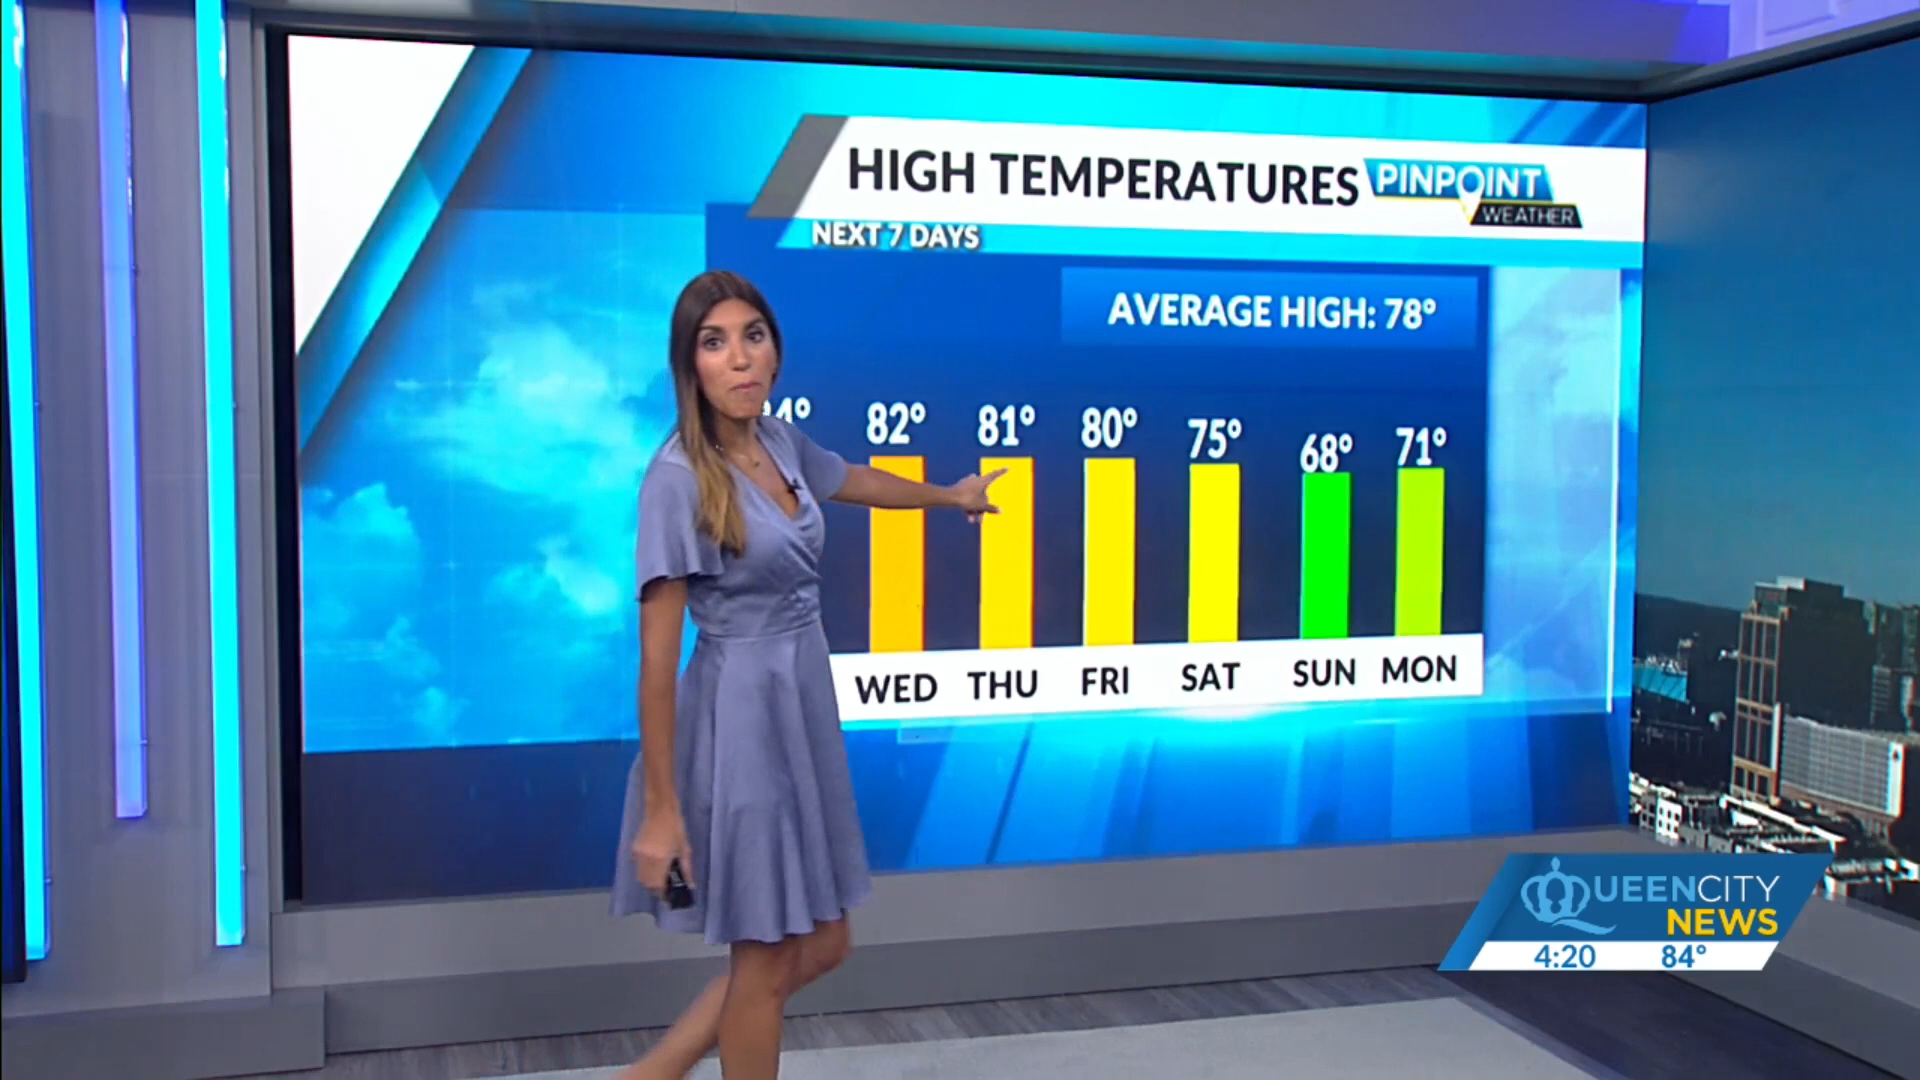 HIGH TEMPERATURES
PINPOINT
WEATHER
NEXT 7 DAYS
AVERAGE HIGH: 78°
82° 81° 80° 75° 68° 71°
WED THU FRI SAT SUN MON
QUEENCITY
NEWS
4:20 84°